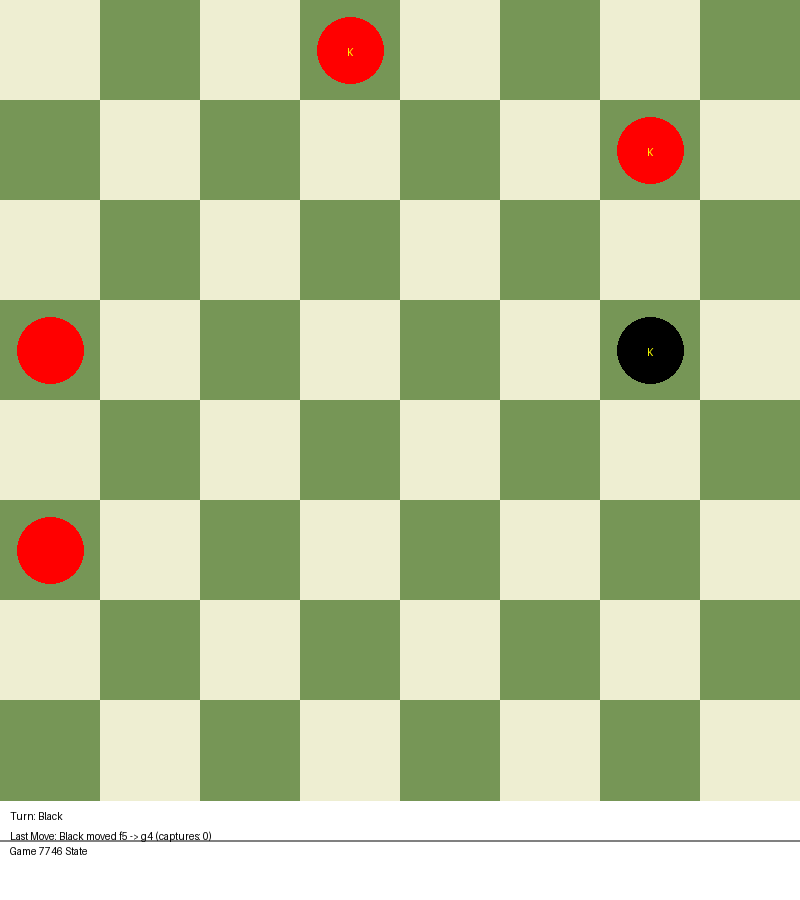 K
K
K
Turn: Black
Last Move: Black moved f5 -> g4 (captures: 0)
Game 7746 State